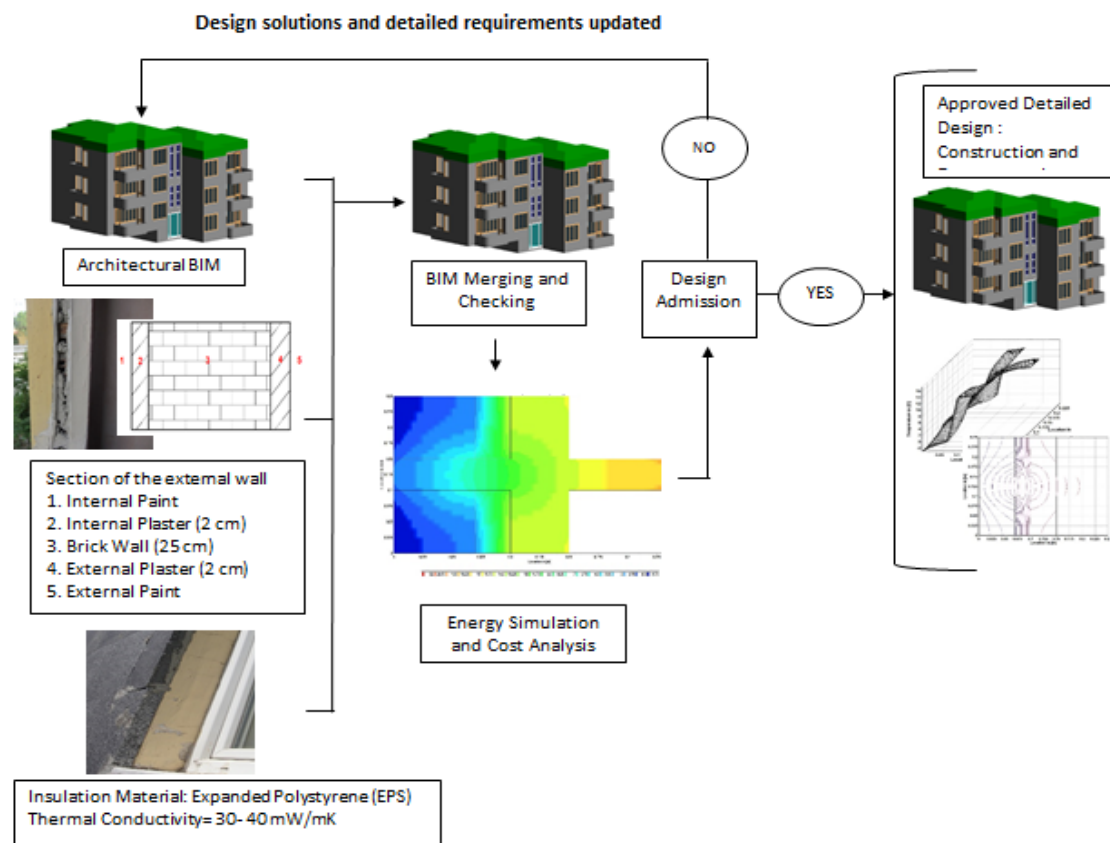 Design solutions and detailed requirements updated
Architectural BIM
BIM Merging and
Checking
NO
Design
Admission
YES
Approved Detailed
Design :
Construction and
1
2
3
4
5
Section of the external wall
1. Internal Paint
2. Internal Plaster (2 cm)
3. Brick Wall (25 cm)
4. External Plaster (2 cm)
5. External Paint
Energy Simulation
and Cost Analysis
Insulation Material: Expanded Polystyrene (EPS)
Thermal Conductivity= 30- 40 mW/mK